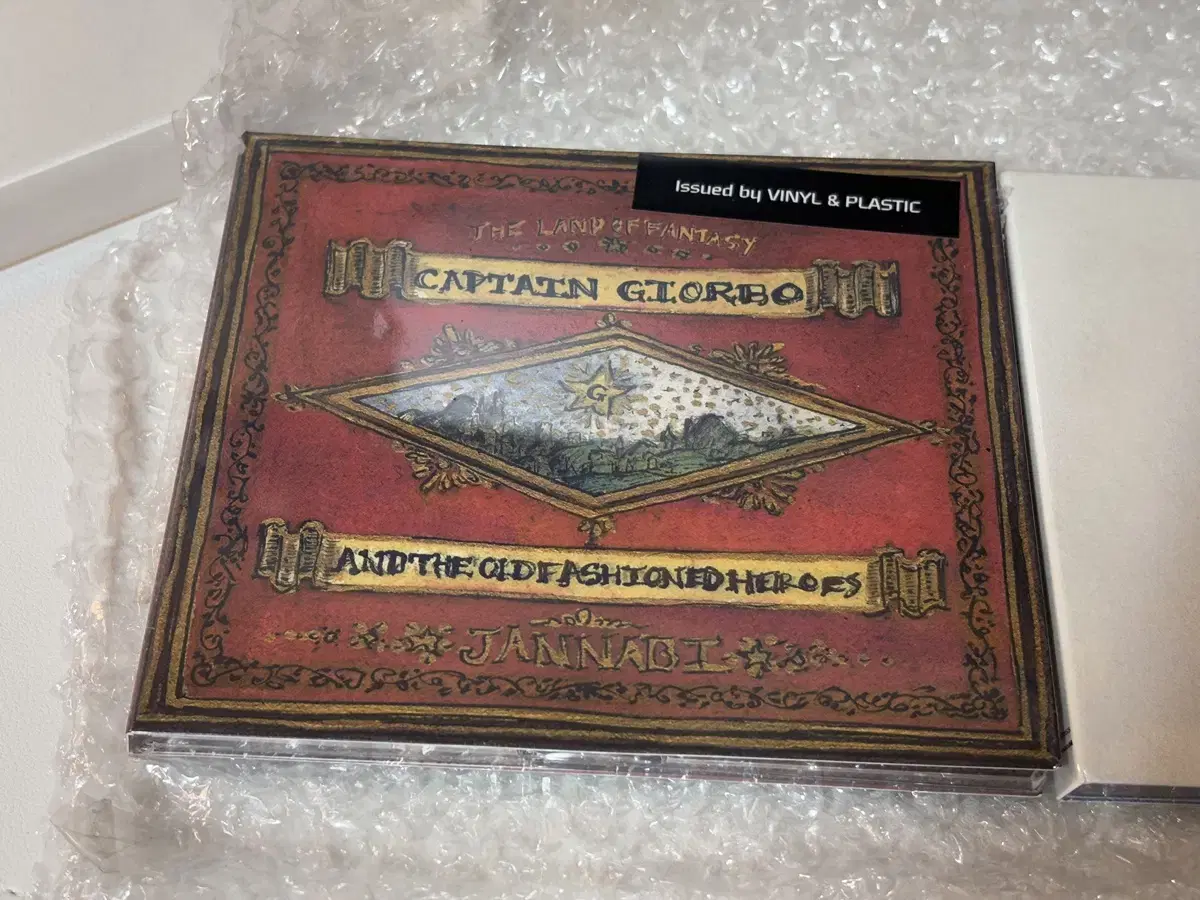 Issued by VINYL & PLASTIC
THE LAND OF FANTASY
CAPTAIN GIORBO
G
AND THE OLD FASHIONED HEROES
JANNABI